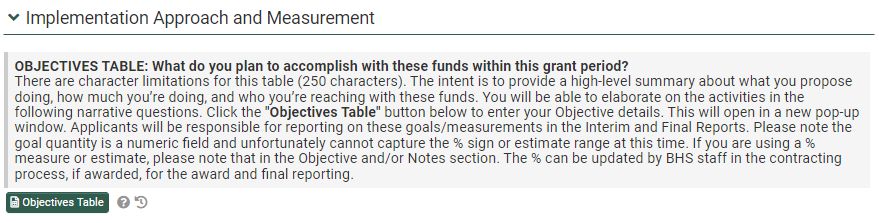 Implementation Approach and Measurement
OBJECTIVES TABLE: What do you plan to accomplish with these funds within this grant period?
There are character limitations for this table (250 characters). The intent is to provide a high-level summary about what you propose
doing, how much you're doing, and who you're reaching with these funds. You will be able to elaborate on the activities in the
following narrative questions. Click the "Objectives Table" button below to enter your Objective details. This will open in a new pop-up
window. Applicants will be responsible for reporting on these goals/measurements in the Interim and Final Reports. Please note the
goal quantity is a numeric field and unfortunately cannot capture the % sign or estimate range at this time. If you are using a %
measure or estimate, please note that in the Objective and/or Notes section. The % can be updated by BHS staff in the contracting
process, if awarded, for the award and final reporting.
Objectives Table